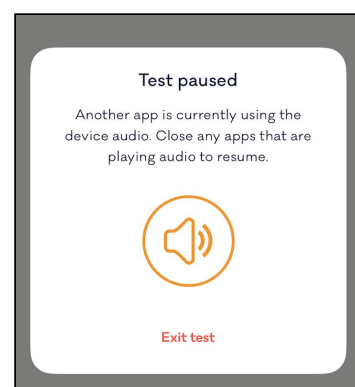 Test paused
Another app is currently using the
device audio. Close any apps that are
playing audio to resume.
Exit test